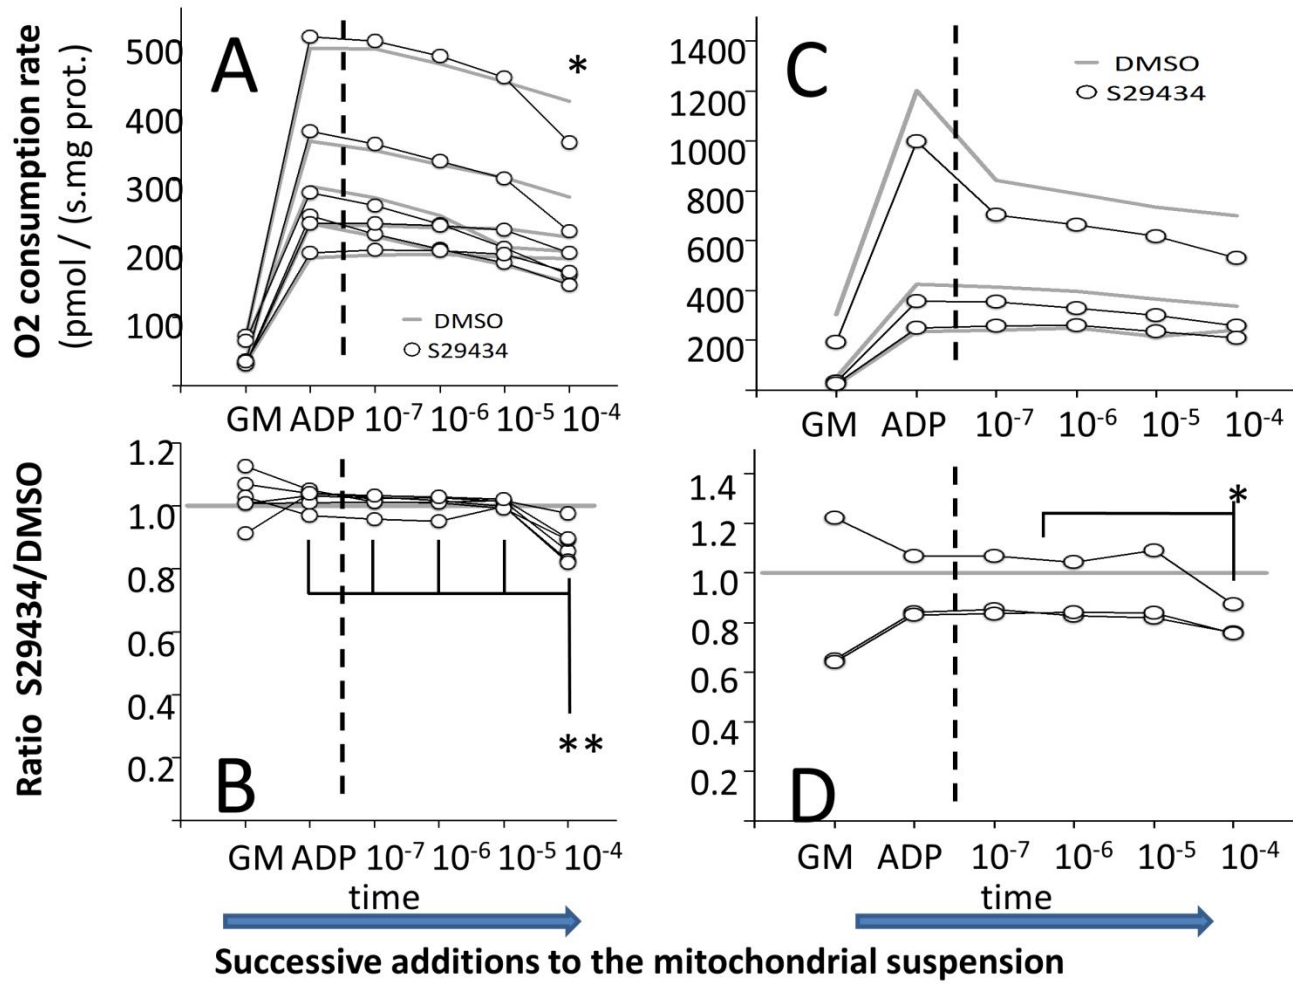 O2 consumption rate
(pmol / (s.mg prot.)
A
500
400
300
200
100
*
DMSO
S29434
GM ADP 10⁻⁷ 10⁻⁶ 10⁻⁵ 10⁻⁴
C
1400
1200
1000
800
600
400
200
DMSO
S29434
GM ADP 10⁻⁷ 10⁻⁶ 10⁻⁵ 10⁻⁴
Ratio S29434/DMSO
1.2
1.0
0.8
0.6
0.4
0.2
B
**
GM ADP 10⁻⁷ 10⁻⁶ 10⁻⁵ 10⁻⁴
time
1.4
1.2
1.0
0.8
0.6
0.4
0.2
D
*
GM ADP 10⁻⁷ 10⁻⁶ 10⁻⁵ 10⁻⁴
time
Successive additions to the mitochondrial suspension